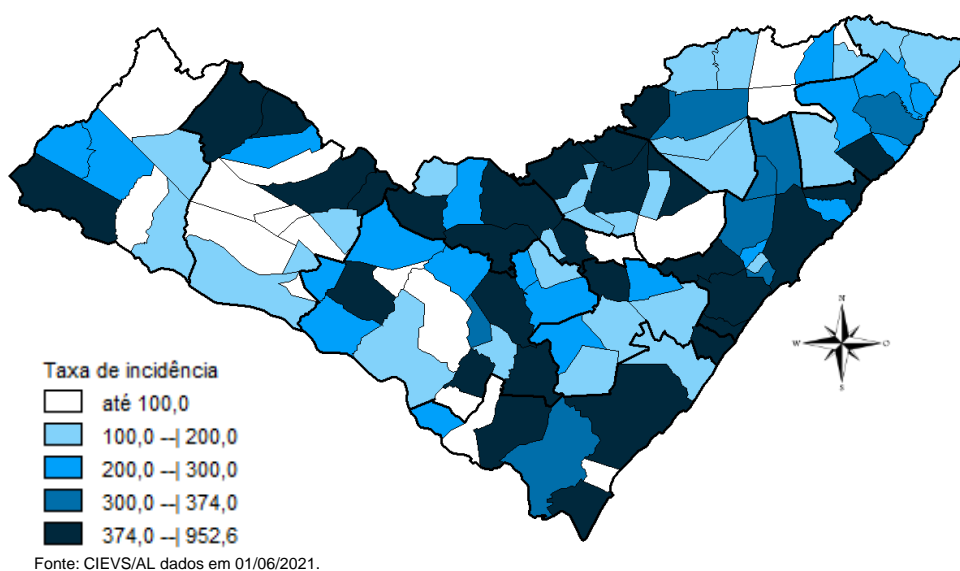 N
W
O
S
Taxa de incidência
até 100,0
100,0 --| 200,0
200,0 --| 300,0
300,0 --| 374,0
374,0 --| 952,6
Fonte: CIEVS/AL dados em 01/06/2021.